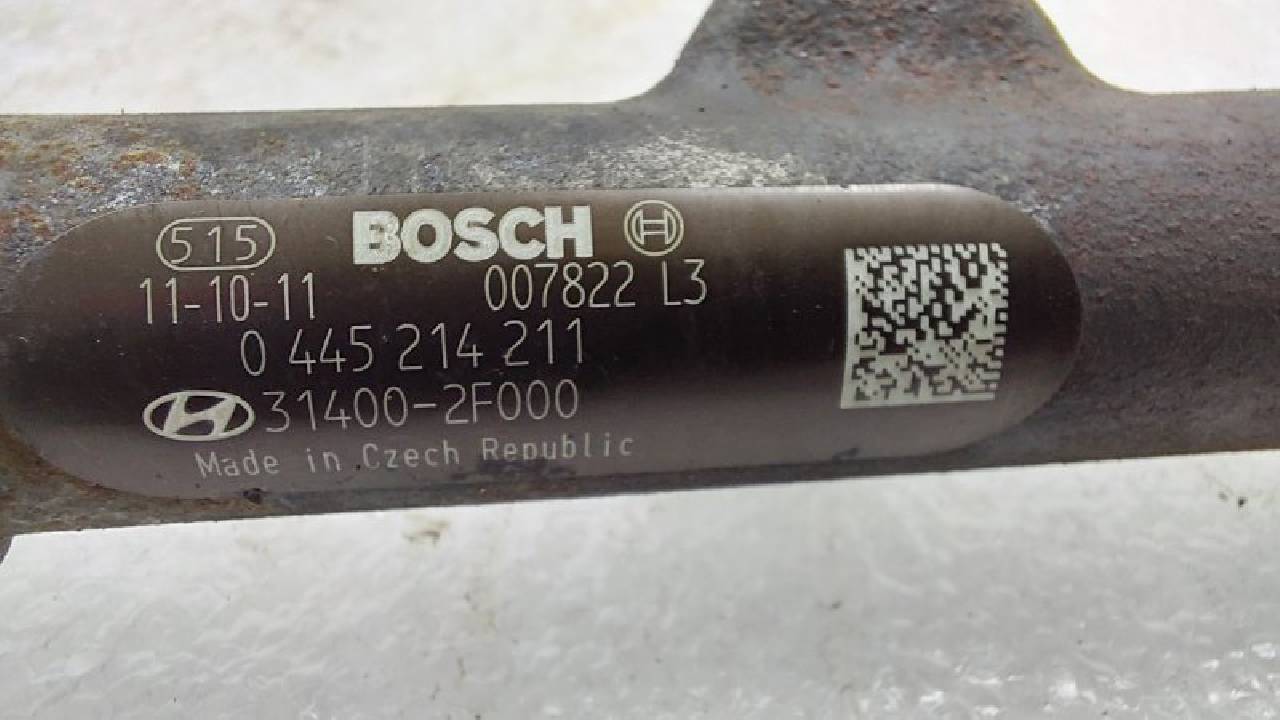 515 BOSCH
11-10-11 007822 L3
0 445 214 211
31400-2F000
Made in Czech Republic